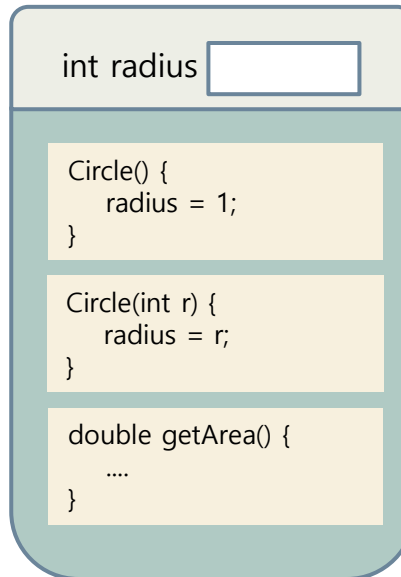 int radius
Circle() {
radius = 1;
}
Circle(int r) {
radius = r;
}
double getArea() {
....
}